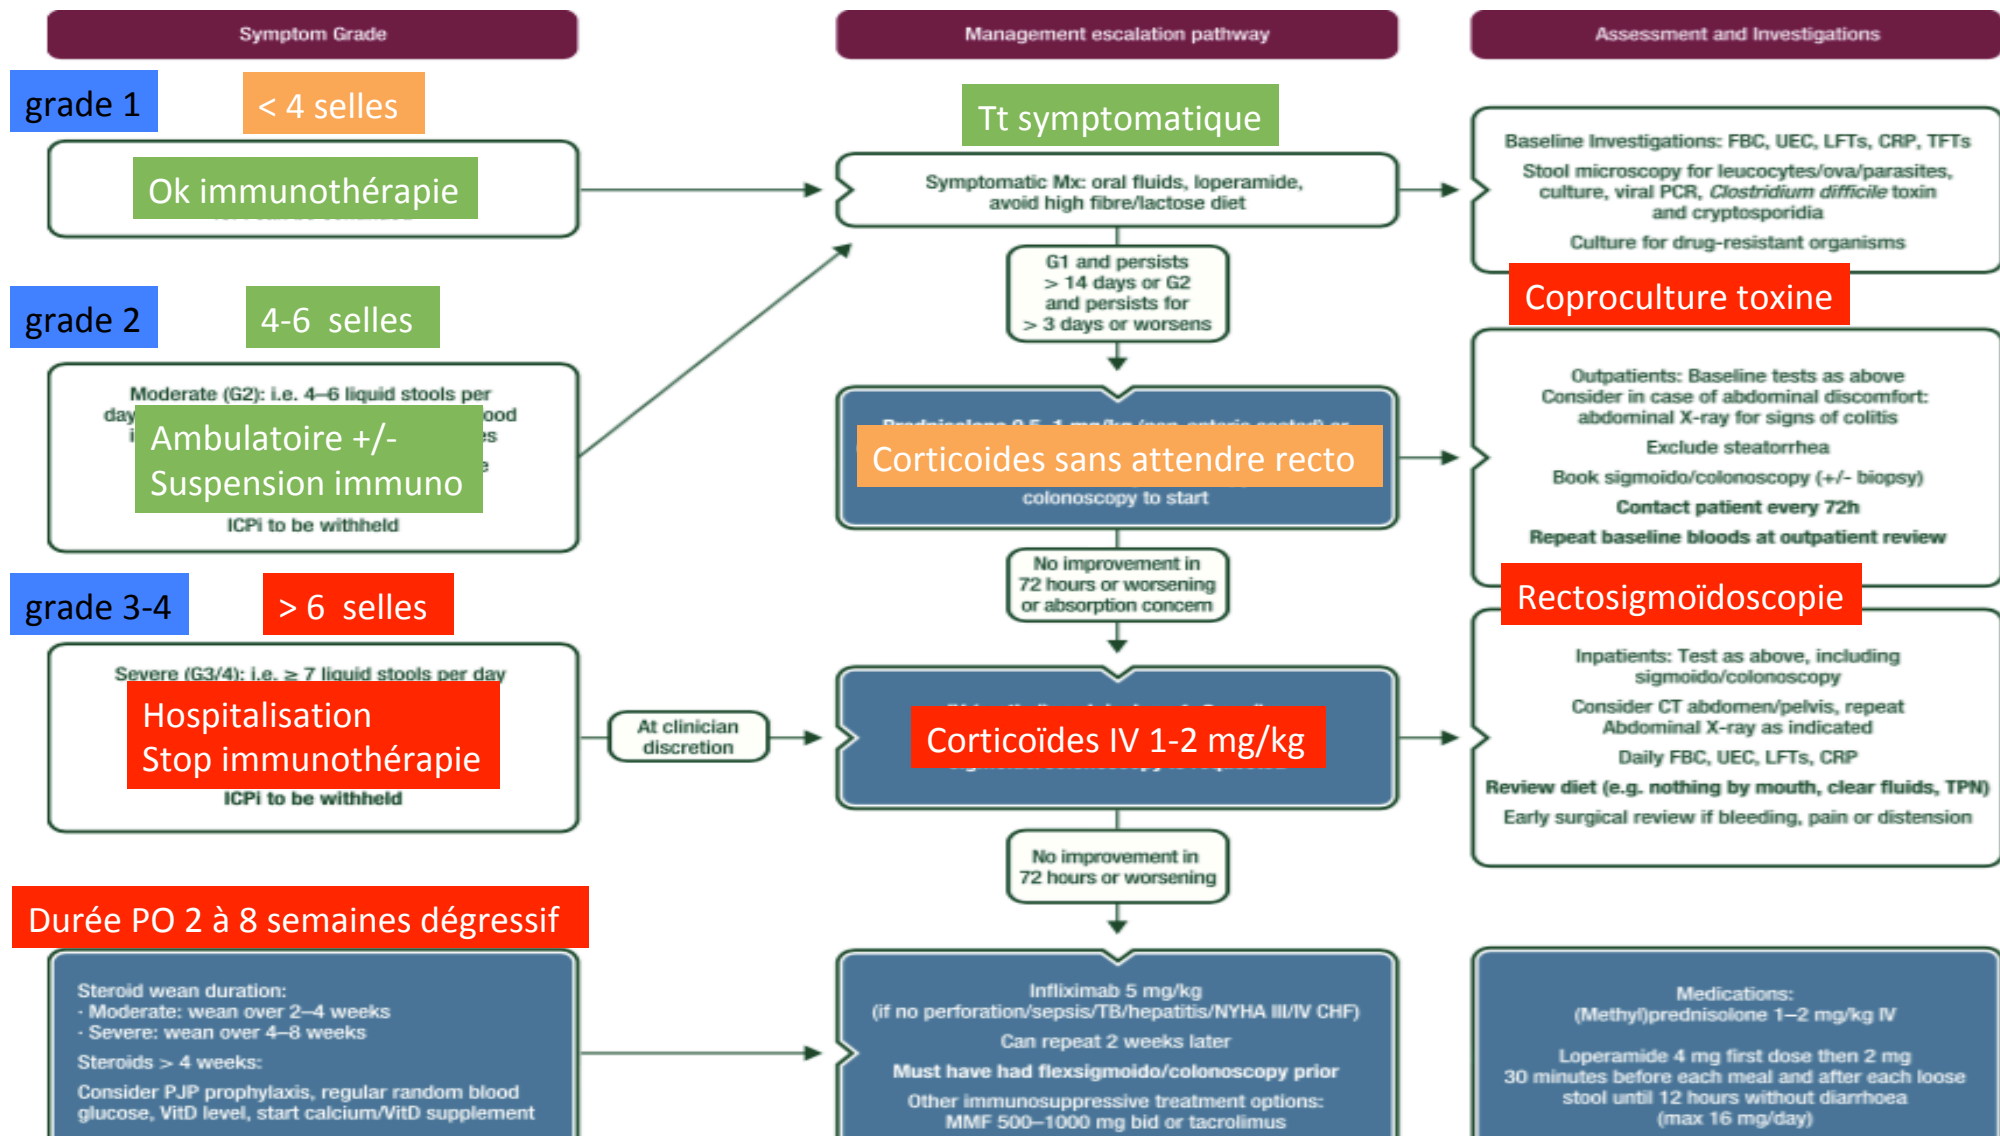 Symptom Grade
Management escalation pathway
Assessment and Investigations
grade 1
< 4 selles
Ok immunothérapie
Tt symptomatique
Symptomatic Mx: oral fluids, loperamide,
avoid high fibre/lactose diet
Baseline Investigations: FBC, UEC, LFTs, CRP, TFTs
Stool microscopy for leucocytes/ova/parasites,
culture, viral PCR, Clostridium difficile toxin
and cryptosporidia
Culture for drug-resistant organisms
G1 and persists
> 14 days or G2
and persists for
> 3 days or worsens
grade 2
4-6 selles
Moderate (G2): i.e. 4–6 liquid stools per
day
Ambulatoire +/-
Suspension immuno
ICPi to be withheld
Corticoides sans attendre recto
colonoscopy to start
Coproculture toxine
Outpatients: Baseline tests as above
Consider in case of abdominal discomfort:
abdominal X-ray for signs of colitis
Exclude steatorrhea
Book sigmoido/colonoscopy (+/- biopsy)
Contact patient every 72h
Repeat baseline bloods at outpatient review
No improvement in
72 hours or worsening
or absorption concern
grade 3-4
> 6 selles
Severe (G3/4): i.e. ≥ 7 liquid stools per day
Hospitalisation
Stop immunothérapie
ICPi to be withheld
At clinician
discretion
Corticoïdes IV 1-2 mg/kg
Rectosigmoïdoscopie
Inpatients: Test as above, including
sigmoido/colonoscopy
Consider CT abdomen/pelvis, repeat
Abdominal X-ray as indicated
Daily FBC, UEC, LFTs, CRP
Review diet (e.g. nothing by mouth, clear fluids, TPN)
Early surgical review if bleeding, pain or distension
No improvement in
72 hours or worsening
Durée PO 2 à 8 semaines dégressif
Steroid wean duration:
- Moderate: wean over 2–4 weeks
- Severe: wean over 4–8 weeks
Steroids > 4 weeks:
Consider PJP prophylaxis, regular random blood
glucose, VitD level, start calcium/VitD supplement
Infliximab 5 mg/kg
(if no perforation/sepsis/TB/hepatitis/NYHA III/IV CHF)
Can repeat 2 weeks later
Must have had flexsigmoido/colonoscopy prior
Other immunosuppressive treatment options:
MMF 500–1000 mg bid or tacrolimus
Medications:
(Methyl)prednisolone 1–2 mg/kg IV
Loperamide 4 mg first dose then 2 mg
30 minutes before each meal and after each loose
stool until 12 hours without diarrhoea
(max 16 mg/day)